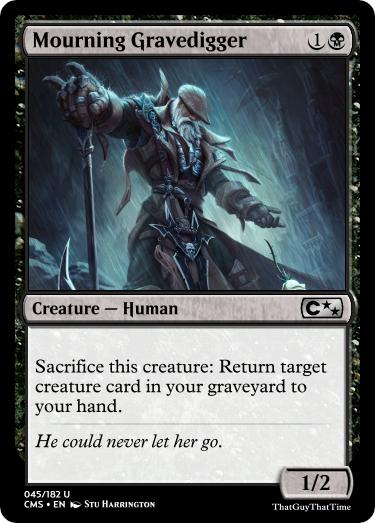 Mourning Gravedigger 1
Creature — Human C
Sacrifice this creature: Return target
creature card in your graveyard to
your hand.
He could never let her go.
1/2
045/182 U
CMS • EN Stu Harrington
ThatGuyThatTime